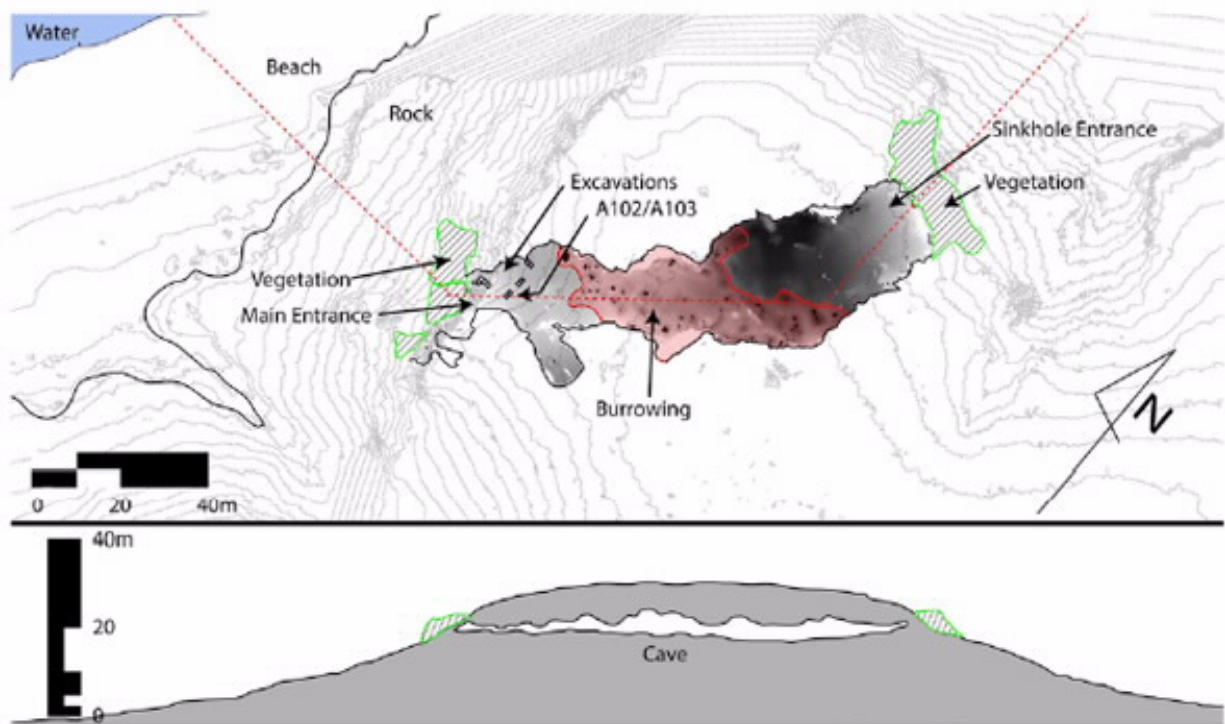 Water
Beach
Rock
Sinkhole Entrance
Excavations
A102/A103
Vegetation
Vegetation
Main Entrance
Burrowing
N
0 20 40m
40m
20
Cave
0